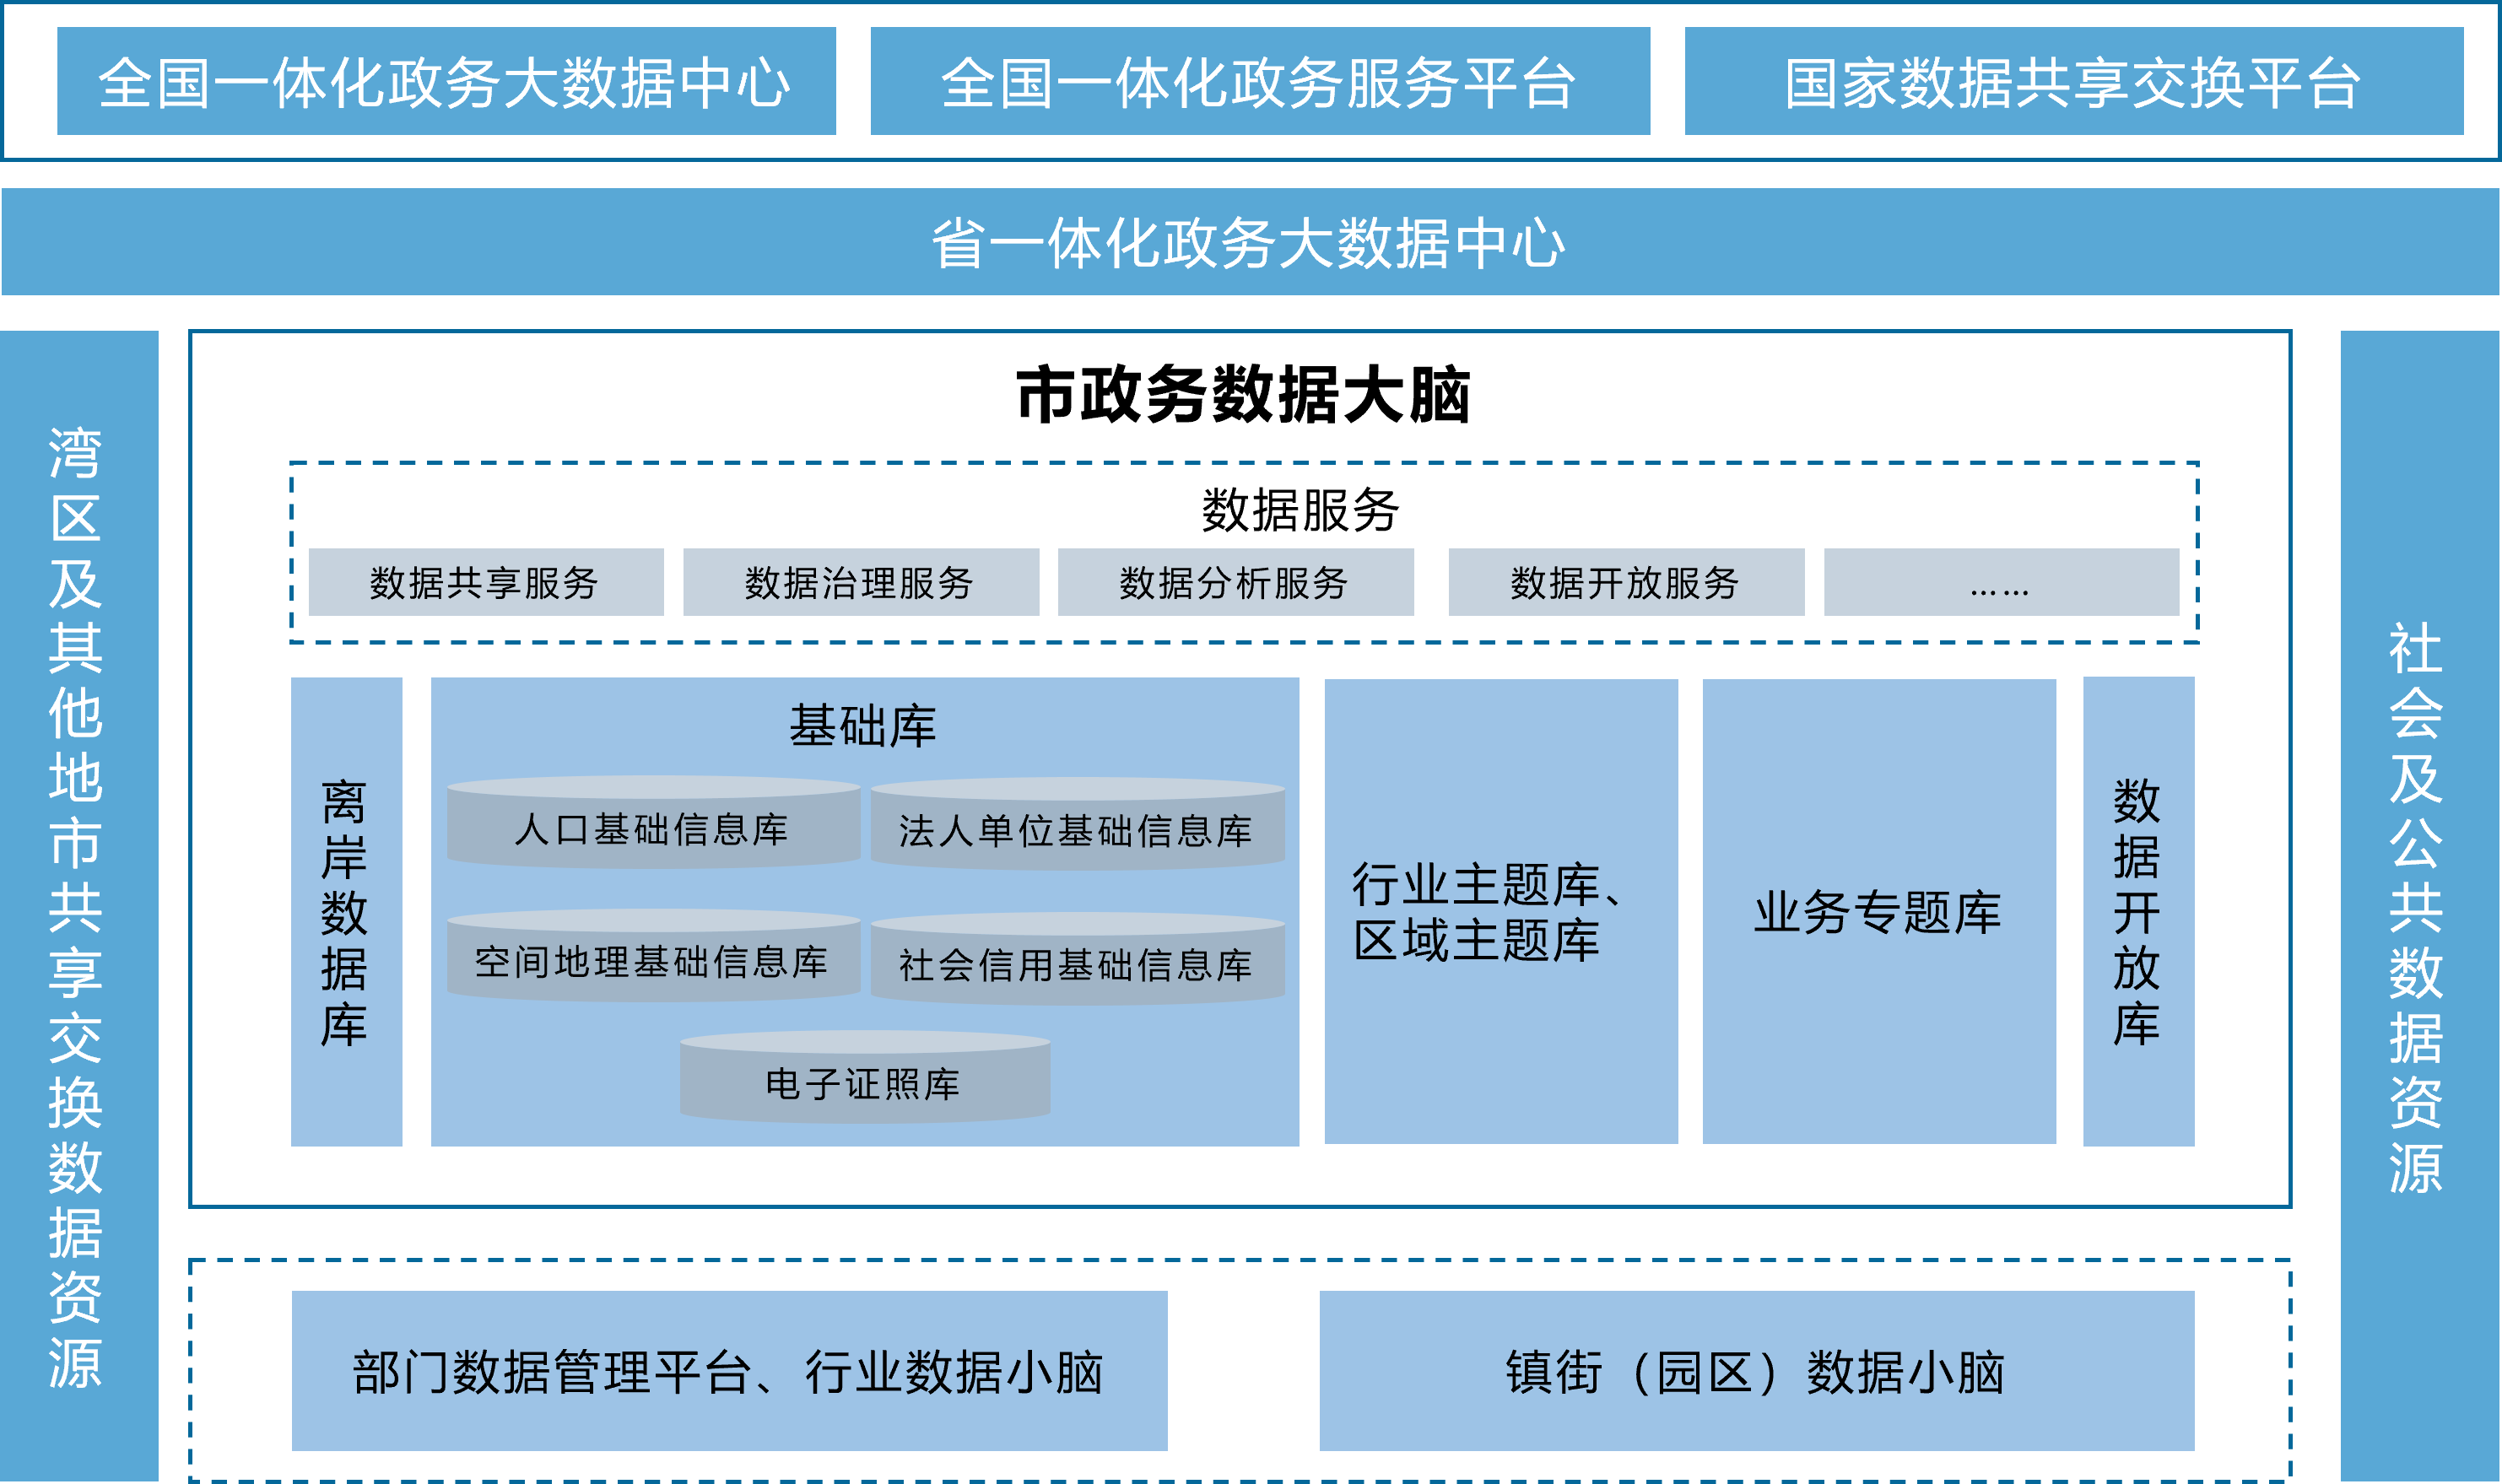 全国一体化政务大数据中心
全国一体化政务服务平台
国家数据共享交换平台
省一体化政务大数据中心
湾区及其他地市共享交换数据资源
市政务数据大脑
数据服务
数据共享服务
数据治理服务
数据分析服务
数据开放服务
……
离岸数据库
基础库
人口基础信息库
法人单位基础信息库
空间地理基础信息库
社会信用基础信息库
电子证照库
行业主题库、
区域主题库
业务专题库
数据开放库
社会及公共数据资源
部门数据管理平台、行业数据小脑
镇街（园区）数据小脑